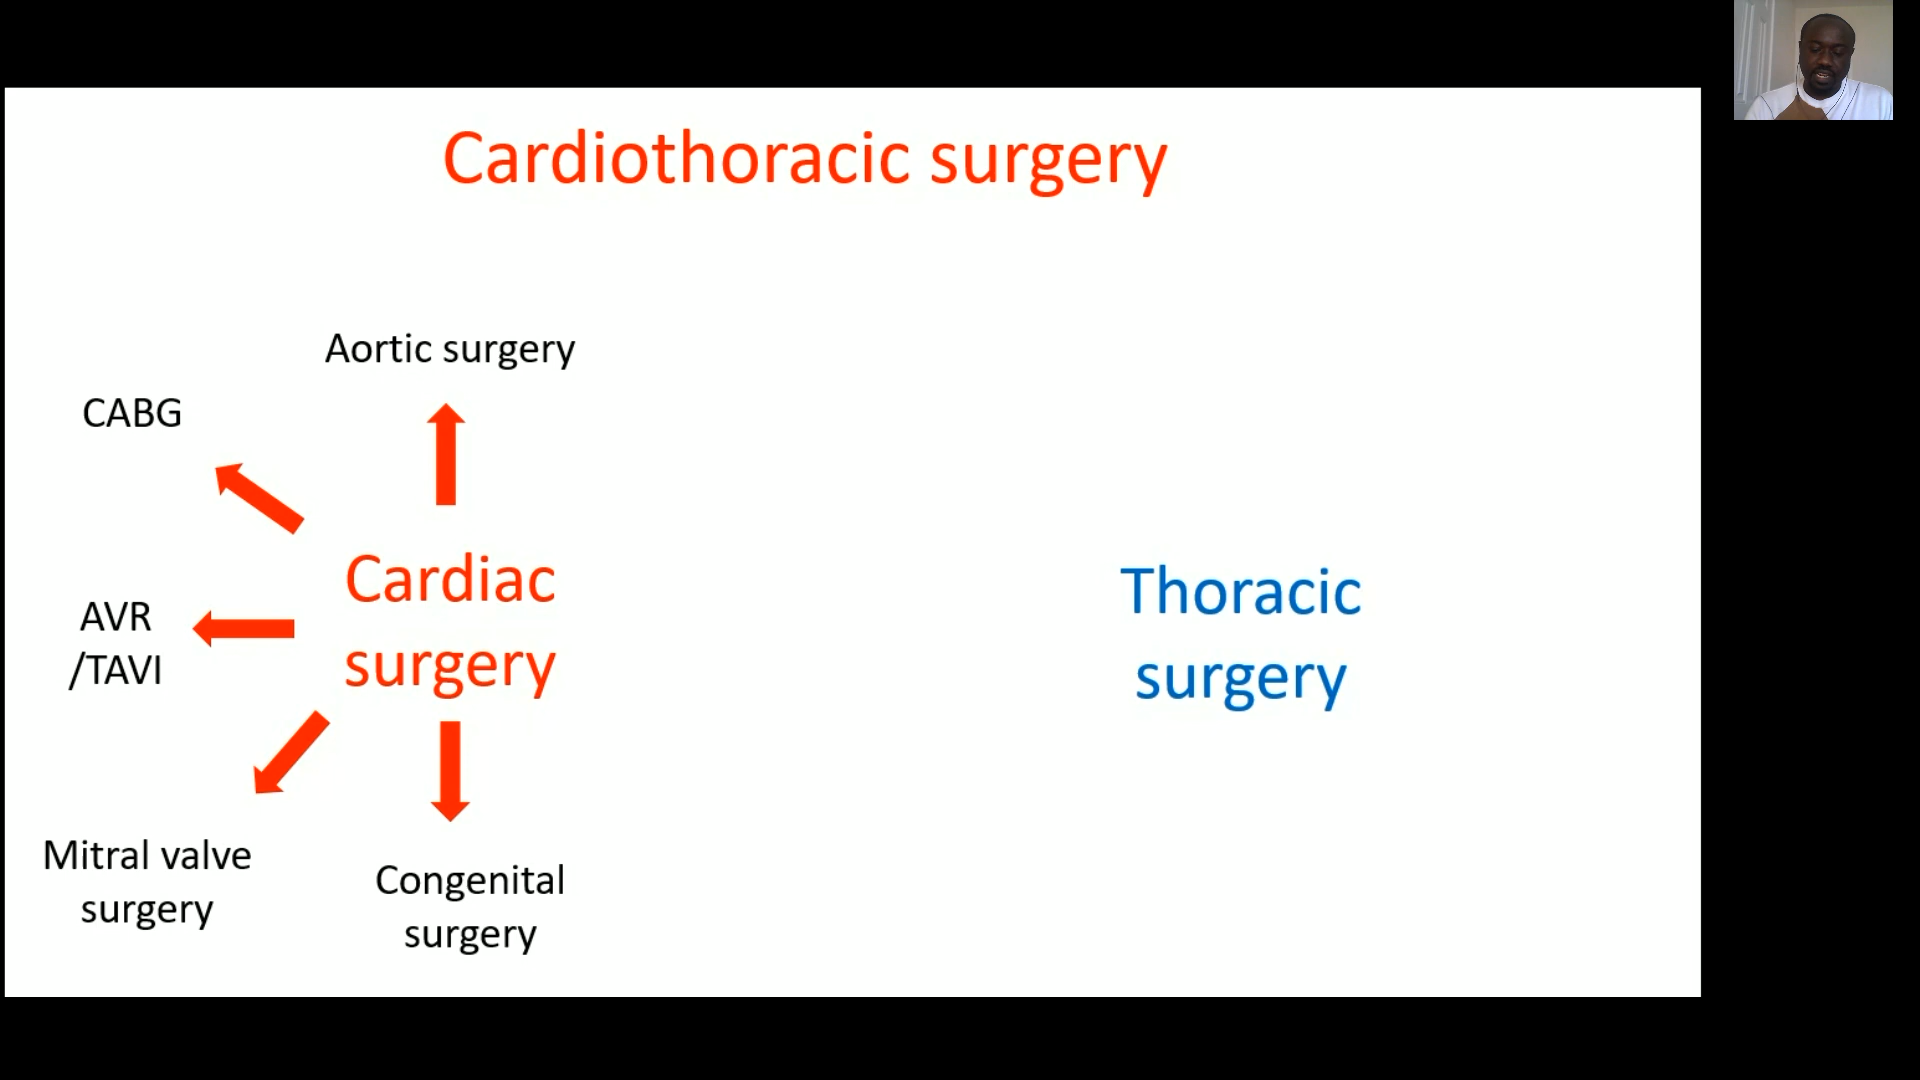 Cardiothoracic surgery
Aortic surgery
CABG
AVR
/TAVI
Cardiac
surgery
Thoracic
surgery
Mitral valve
surgery
Congenital
surgery